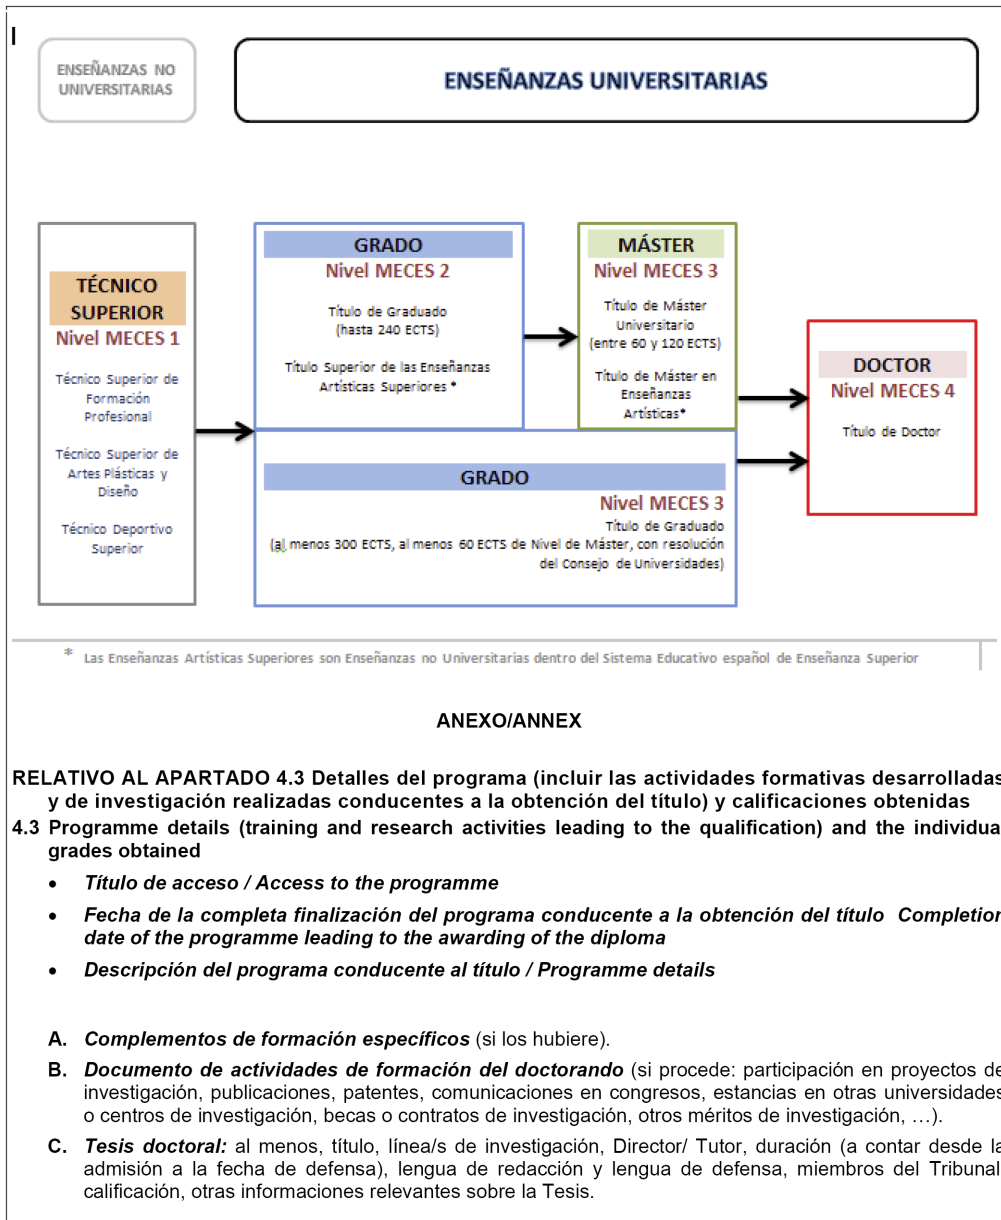 ENSEÑANZAS NO
UNIVERSITARIAS
ENSEÑANZAS UNIVERSITARIAS
TÉCNICO
SUPERIOR
Nivel MECES 1
Técnico Superior de
Formación
Profesional
Técnico Superior de
Artes Plásticas y
Diseño
Técnico Deportivo
Superior
GRADO
Nivel MECES 2
Título de Graduado
(hasta 240 ECTS)
Título Superior de las Enseñanzas
Artísticas Superiores *
MÁSTER
Nivel MECES 3
Título de Máster
Universitario
(entre 60 y 120 ECTS)
Título de Máster en
Enseñanzas
Artísticas*
GRADO
Nivel MECES 3
Título de Graduado
(al menos 300 ECTS, al menos 60 ECTS de Nivel de Máster, con resolución
del Consejo de Universidades)
DOCTOR
Nivel MECES 4
Título de Doctor
* Las Enseñanzas Artísticas Superiores son Enseñanzas no Universitarias dentro del Sistema Educativo español de Enseñanza Superior
ANEXO/ANNEX
RELATIVO AL APARTADO 4.3 Detalles del programa (incluir las actividades formativas desarrolladas
y de investigación realizadas conducentes a la obtención del título) y calificaciones obtenidas
4.3 Programme details (training and research activities leading to the qualification) and the individua
grades obtained
• Título de acceso / Access to the programme
• Fecha de la completa finalización del programa conducente a la obtención del título Completion
date of the programme leading to the awarding of the diploma
• Descripción del programa conducente al título / Programme details
A. Complementos de formación específicos (si los hubiere).
B. Documento de actividades de formación del doctorando (si procede: participación en proyectos de
investigación, publicaciones, patentes, comunicaciones en congresos, estancias en otras universidades
o centros de investigación, becas o contratos de investigación, otros méritos de investigación, …).
C. Tesis doctoral: al menos, título, línea/s de investigación, Director/ Tutor, duración (a contar desde la
admisión a la fecha de defensa), lengua de redacción y lengua de defensa, miembros del Tribunal
calificación, otras informaciones relevantes sobre la Tesis.